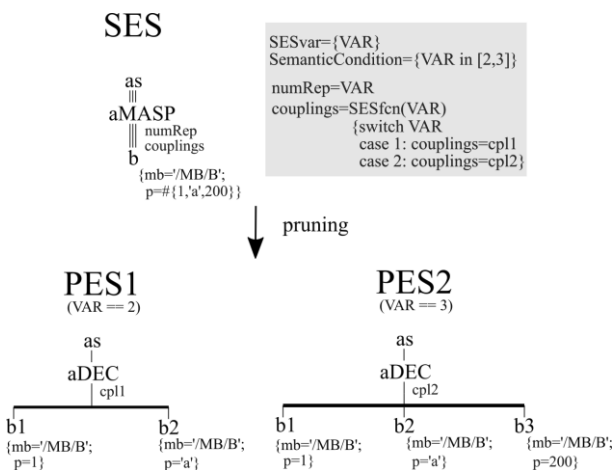 SES
as
aMASP
numRep
couplings
b
{mb='/MB/B';
p=#{1,'a',200}}
SESvar={VAR}
SemanticCondition={VAR in [2,3]}
numRep=VAR
couplings=SESfcn(VAR)
{switch VAR
case 1: couplings=cpl1
case 2: couplings=cpl2}
pruning
PES1
(VAR == 2)
as
aDEC
cpl1
b1
b2
{mb='/MB/B';
p=1}
{mb='/MB/B';
p='a'}
PES2
(VAR == 3)
as
aDEC
cpl2
b1
b2
b3
{mb='/MB/B';
p=1}
{mb='/MB/B';
p='a'}
{mb='/MB/B';
p=200}